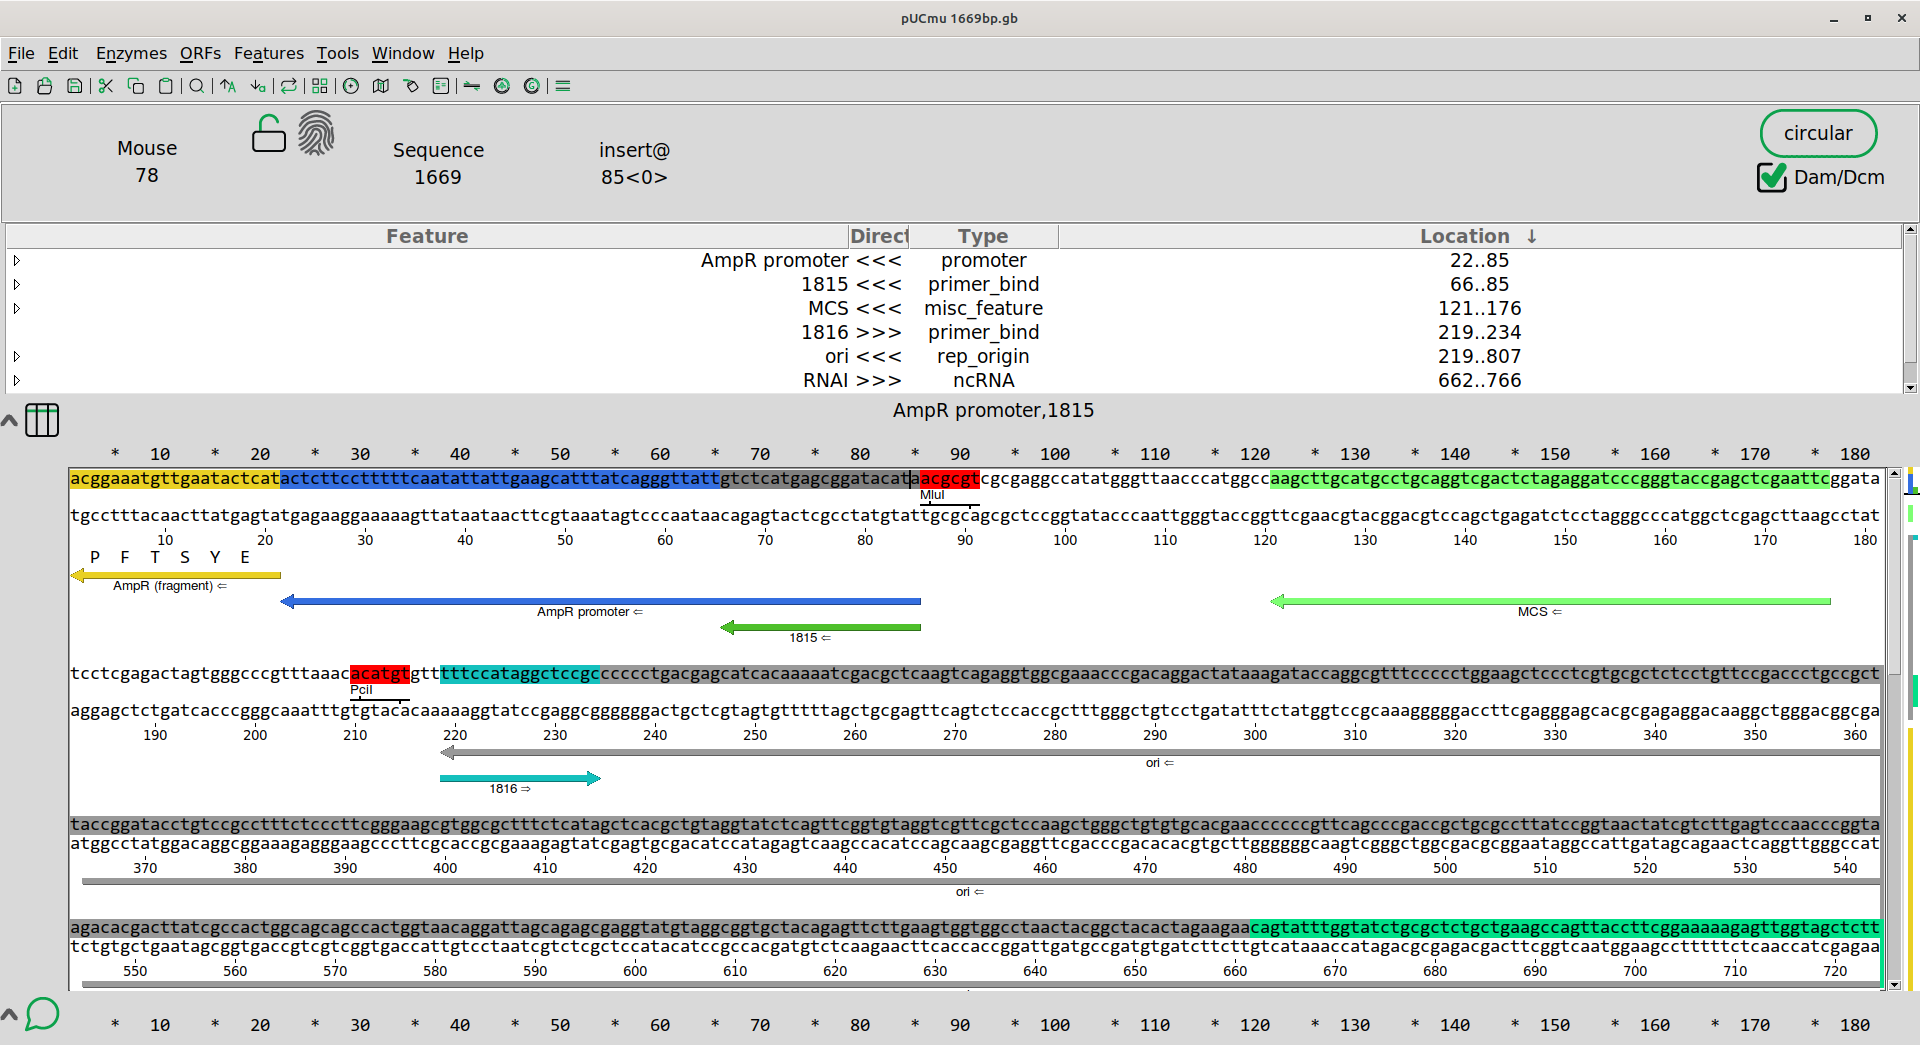 pUCmu 1669bp.gb
File Edit Enzymes ORFs Features Tools Window Help
Mouse Sequence insert@ circular
78 1669 85<0> Dam/Dcm
Feature Direct Type Location ↓
AmpR promoter <<< promoter 22..85
1815 <<< primer_bind 66..85
MCS <<< misc_feature 121..176
1816 >>> primer_bind 219..234
ori <<< rep_origin 219..807
RNAI >>> ncRNA 662..766
AmpR promoter,1815
* 10 * 20 * 30 * 40 * 50 * 60 * 70 * 80 * 90 * 100 * 110 * 120 * 130 * 140 * 150 * 160 * 170 * 180
acggaaatgttgaatactcatactcttcctttttcaatattattgaagcatttatcagggttattgtctcatgagcggatacataacgcgtcgcgaggccatatgggttaacccatggccaagcttgcatgcctgcaggtcgactctagaggatcccgggtaccgagctcgaattcggata
MluI
tgcctttacaacttatgagtatgagaaggaaaaagttataataacttcgtaaatagtcccaataacagagtactcgcctatgtattgcgcagcgctccggtatacccaattgggtaccggttcgaacgtacggacgtccagctgagatctcctagggcccatggctcgagcttaagcctat
10 20 30 40 50 60 70 80 90 100 110 120 130 140 150 160 170 180
P F T S Y E
AmpR (fragment) ⇐
AmpR promoter ⇐ MCS ⇐
1815 ⇐
tcctcgagactagtgggcccgtttaaacacatgtgtttttccataggctccgcccccctgacgagcatcacaaaaatcgacgctcaagtcagaggtggcgaaacccgacaggactataaagataccaggcgtttccccctggaagctccctcgtgcgctctcctgttccgaccctgccgct
PciI
aggagctctgatcacccgggcaaatttgtgtacacaaaaaggtatccgaggcggggggactgctcgtagtgtttttagctgcgagttcagtctccaccgctttgggctgtcctgatatttctatggtccgcaaagggggaccttcgagggagcacgcgagaggacaaggctgggacggcga
190 200 210 220 230 240 250 260 270 280 290 300 310 320 330 340 350 360
ori ⇐
1816 ⇒
taccggatacctgtccgcctttctcccttcgggaagcgtggcgctttctcatagctcacgctgtaggtatctcagttcggtgtaggtcgttcgctccaagctgggctgtgtgcacgaaccccccgttcagcccgaccgctgcgccttatccggtaactatcgtcttgagtccaacccggta
atggcctatggacaggcggaaagagggaagcccttcgcaccgcgaaagagtatcgagtgcgacatccatagagtcaagccacatccagcaagcgaggttcgacccgacacacgtgcttggggggcaagtcgggctggcgacgcggaataggccattgatagcagaactcaggttgggccat
370 380 390 400 410 420 430 440 450 460 470 480 490 500 510 520 530 540
ori ⇐
agacacgacttatcgccactggcagcagccactggtaacaggattagcagagcgaggtatgtaggcggtgctacagagttcttgaagtggtggcctaactacggctacactagaagaacagtatttggtatctgcgctctgctgaagccagttaccttcggaaaaagagttggtagctctt
tctgtgctgaatagcggtgaccgtcgtcggtgaccattgtcctaatcgtctcgctccatacatccgccacgatgtctcaagaacttcaccaccggattgatgccgatgtgatcttcttgtcataaaccatagacgcgagacgacttcggtcaatggaagcctttttctcaaccatcgagaa
550 560 570 580 590 600 610 620 630 640 650 660 670 680 690 700 710 720
* 10 * 20 * 30 * 40 * 50 * 60 * 70 * 80 * 90 * 100 * 110 * 120 * 130 * 140 * 150 * 160 * 170 * 180